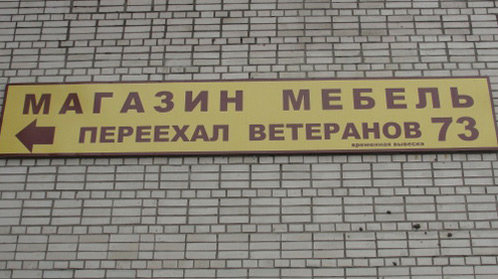 МАГАЗИН МЕБЕЛЬ
ПЕРЕЕХАЛ ВЕТЕРАНОВ 73
временная вывеска